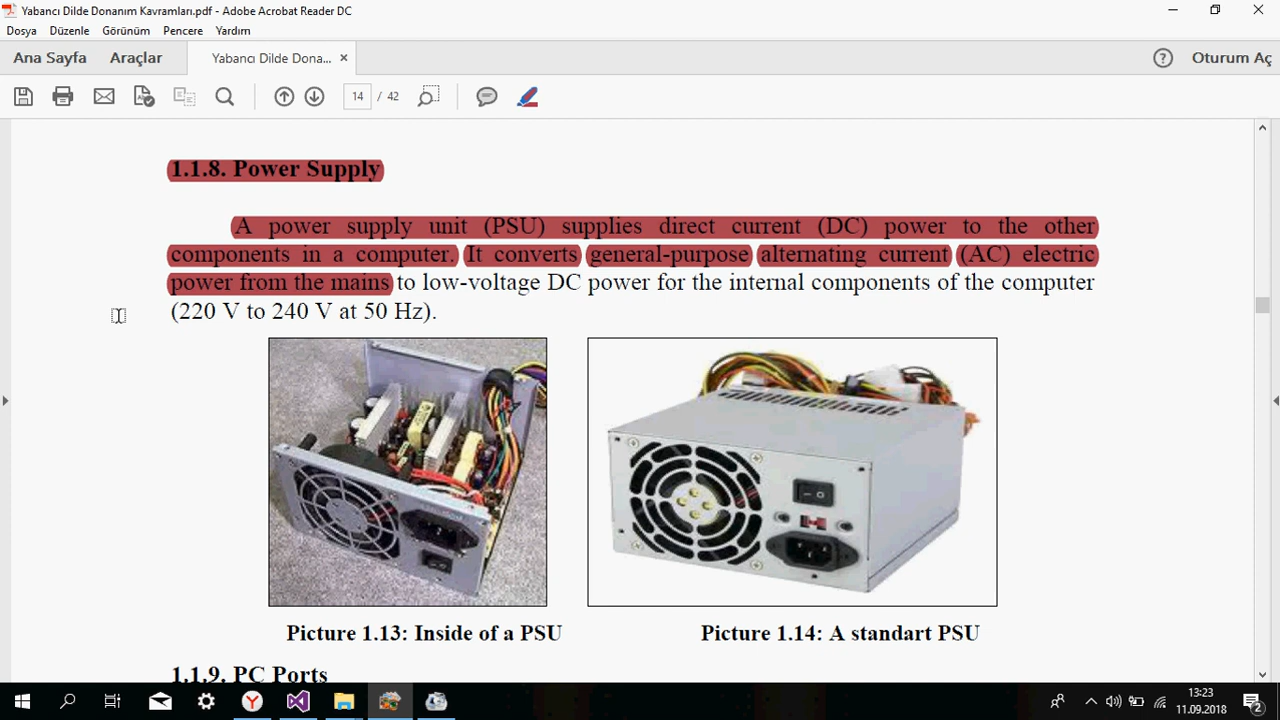 Yabancı Dilde Donanım Kavramları.pdf - Adobe Acrobat Reader DC
Dosya Düzenle Görünüm Pencere Yardım
Ana Sayfa Araçlar Yabancı Dilde Dona... Oturum Aç
14 / 42
1.1.8. Power Supply
A power supply unit (PSU) supplies direct current (DC) power to the other
components in a computer. It converts general-purpose alternating current (AC) electric
power from the mains to low-voltage DC power for the internal components of the computer
(220 V to 240 V at 50 Hz).
Picture 1.13: Inside of a PSU Picture 1.14: A standart PSU
1.1.9. PC Ports
13:23
11.09.2018
2